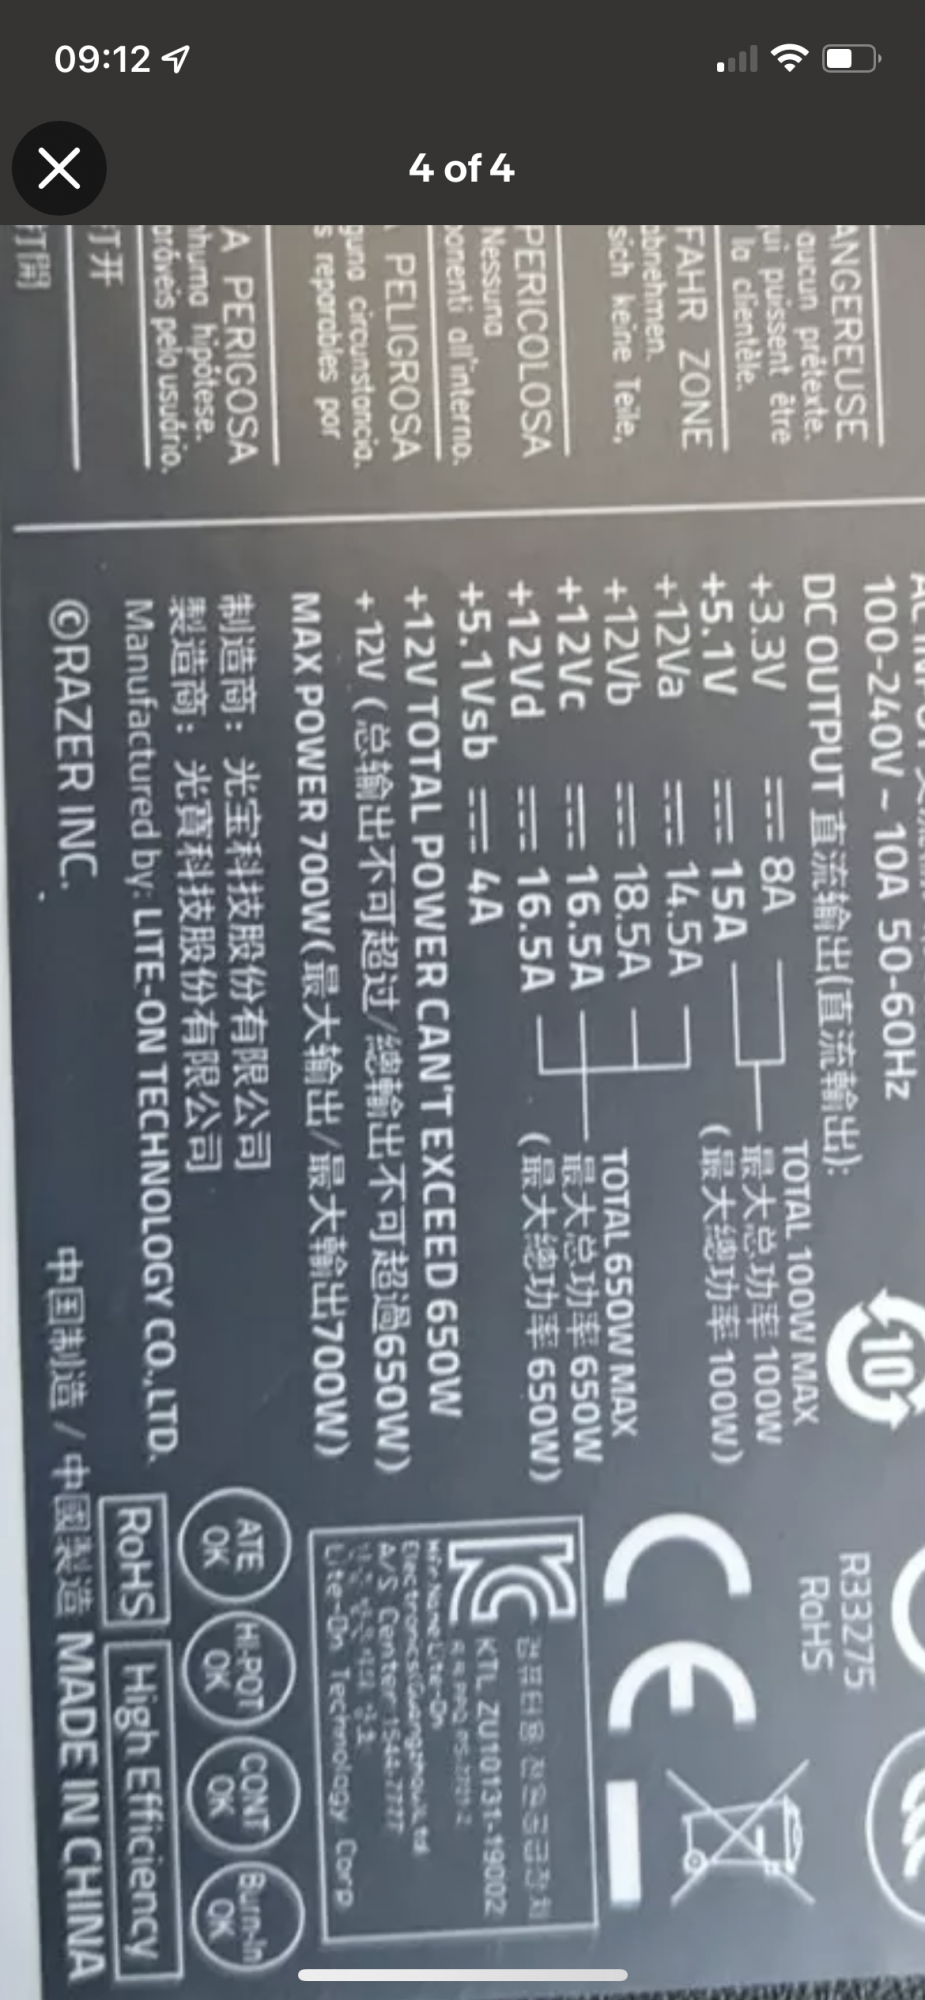 09:12
4 of 4
ANGEREUSE
aucun prétexte.
ui puissent être
la clientèle.
FAHR ZONE
abnehmen.
sich keine Teile,
PERICOLOSA
Nessuna
ponenti all'interno.
PELIGROSA
guna circunstancia.
s reparables por
A PERIGOSA
nhuma hipótese.
aráveis pelo usuário.
打开
打開
100-240V~10A 50-60Hz
DC OUTPUT 直流输出(直流輸出):
+3.3V 8A
+5.1V 15A
+12Va 14.5A
+12Vb 18.5A
+12Vc 16.5A
+12Vd 16.5A
+5.1Vsb 4A
TOTAL 100W MAX
最大总功率 100W
(最大總功率 100W)
TOTAL 650W MAX
最大总功率 650W
(最大總功率 650W)
+12V TOTAL POWER CAN'T EXCEED 650W
+12V (总输出不可超过/總輸出不可超過650W)
MAX POWER 700W(最大输出/最大輸出700W)
制造商: 光宝科技股份有限公司
製造商: 光寶科技股份有限公司
Manufactured by: LITE-ON TECHNOLOGY CO.,LTD.
©RAZER INC.
中国制造 / 中國製造 MADE IN CHINA
10
R33275
RoHS
CE
KTL ZU10131-19002
A/S Center:1544-7777
Lite-On Technology Corp
ATE OK
HI-POT OK
CONT OK
Burn-in OK
RoHS
High Efficiency